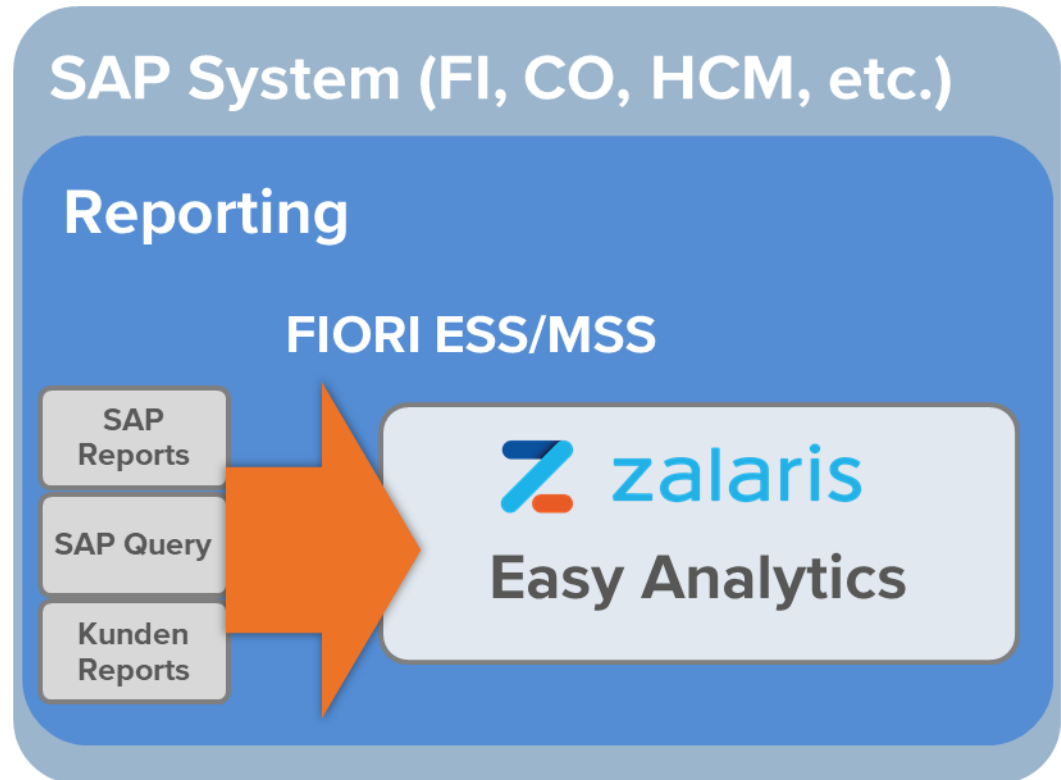 SAP System (FI, CO, HCM, etc.)
Reporting
FIORI ESS/MSS
SAP
Reports
SAP Query
Kunden
Reports
zalaris
Easy Analytics